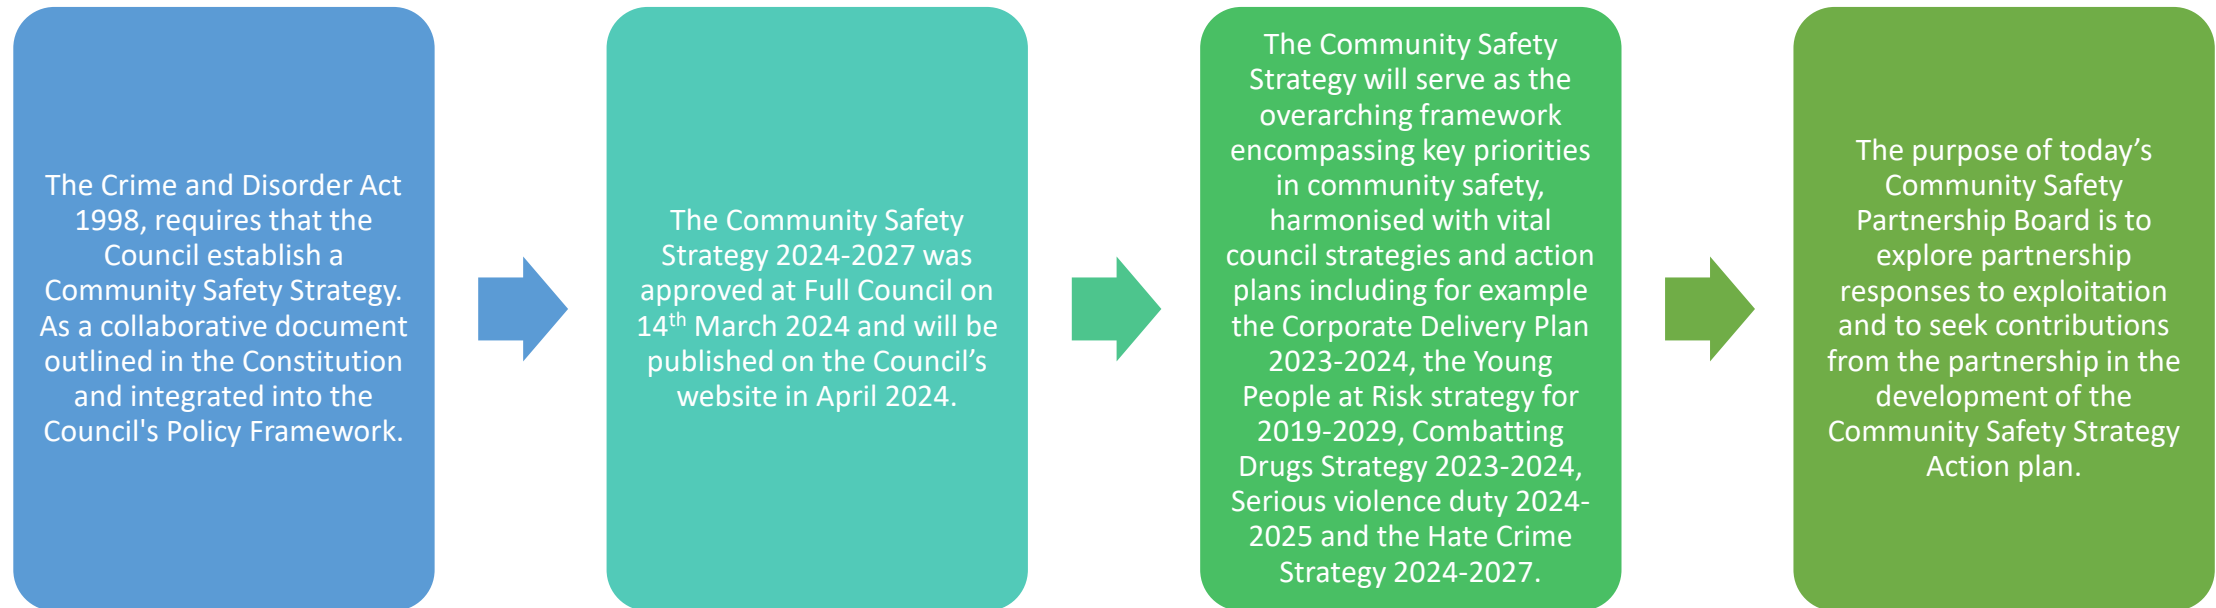 The Crime and Disorder Act
1998, requires that the
Council establish a
Community Safety Strategy.
As a collaborative document
outlined in the Constitution
and integrated into the
Council's Policy Framework.
The Community Safety
Strategy 2024-2027 was
approved at Full Council on
14th March 2024 and will be
published on the Council’s
website in April 2024.
The Community Safety
Strategy will serve as the
overarching framework
encompassing key priorities
in community safety,
harmonised with vital
council strategies and action
plans including for example
the Corporate Delivery Plan
2023-2024, the Young
People at Risk strategy for
2019-2029, Combatting
Drugs Strategy 2023-2024,
Serious violence duty 2024-
2025 and the Hate Crime
Strategy 2024-2027.
The purpose of today’s
Community Safety
Partnership Board is to
explore partnership
responses to exploitation
and to seek contributions
from the partnership in the
development of the
Community Safety Strategy
Action plan.